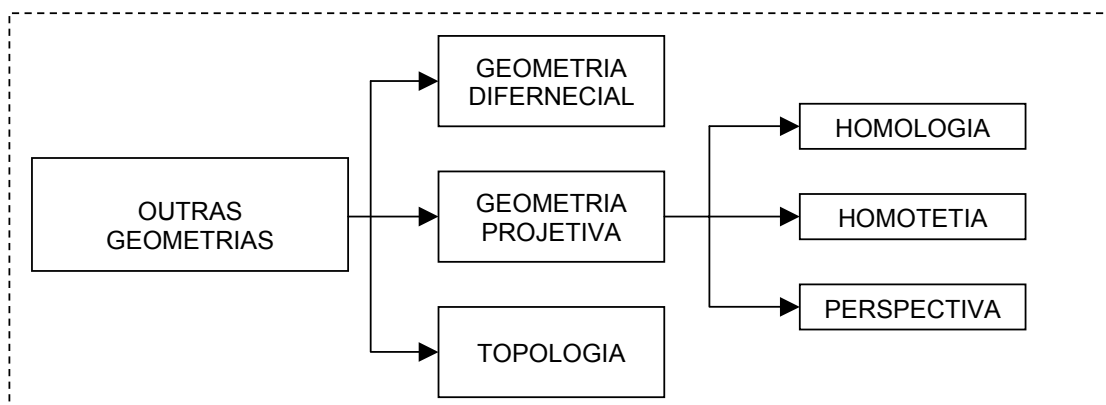 OUTRAS
GEOMETRIAS
GEOMETRIA
DIFERNECIAL
GEOMETRIA
PROJETIVA
TOPOLOGIA
HOMOLOGIA
HOMOTETIA
PERSPECTIVA